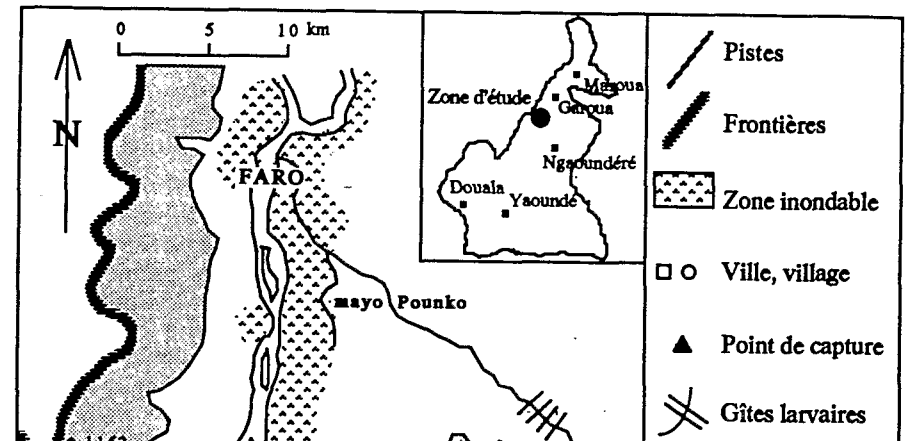 0 5 10 km
N
FARO
mayo Pounko
Zone d'étude
Maroua
Garoua
Ngaoundéré
Douala
Yaoundé
Pistes
Frontières
Zone inondable
Ville, village
Point de capture
Gîtes larvaires